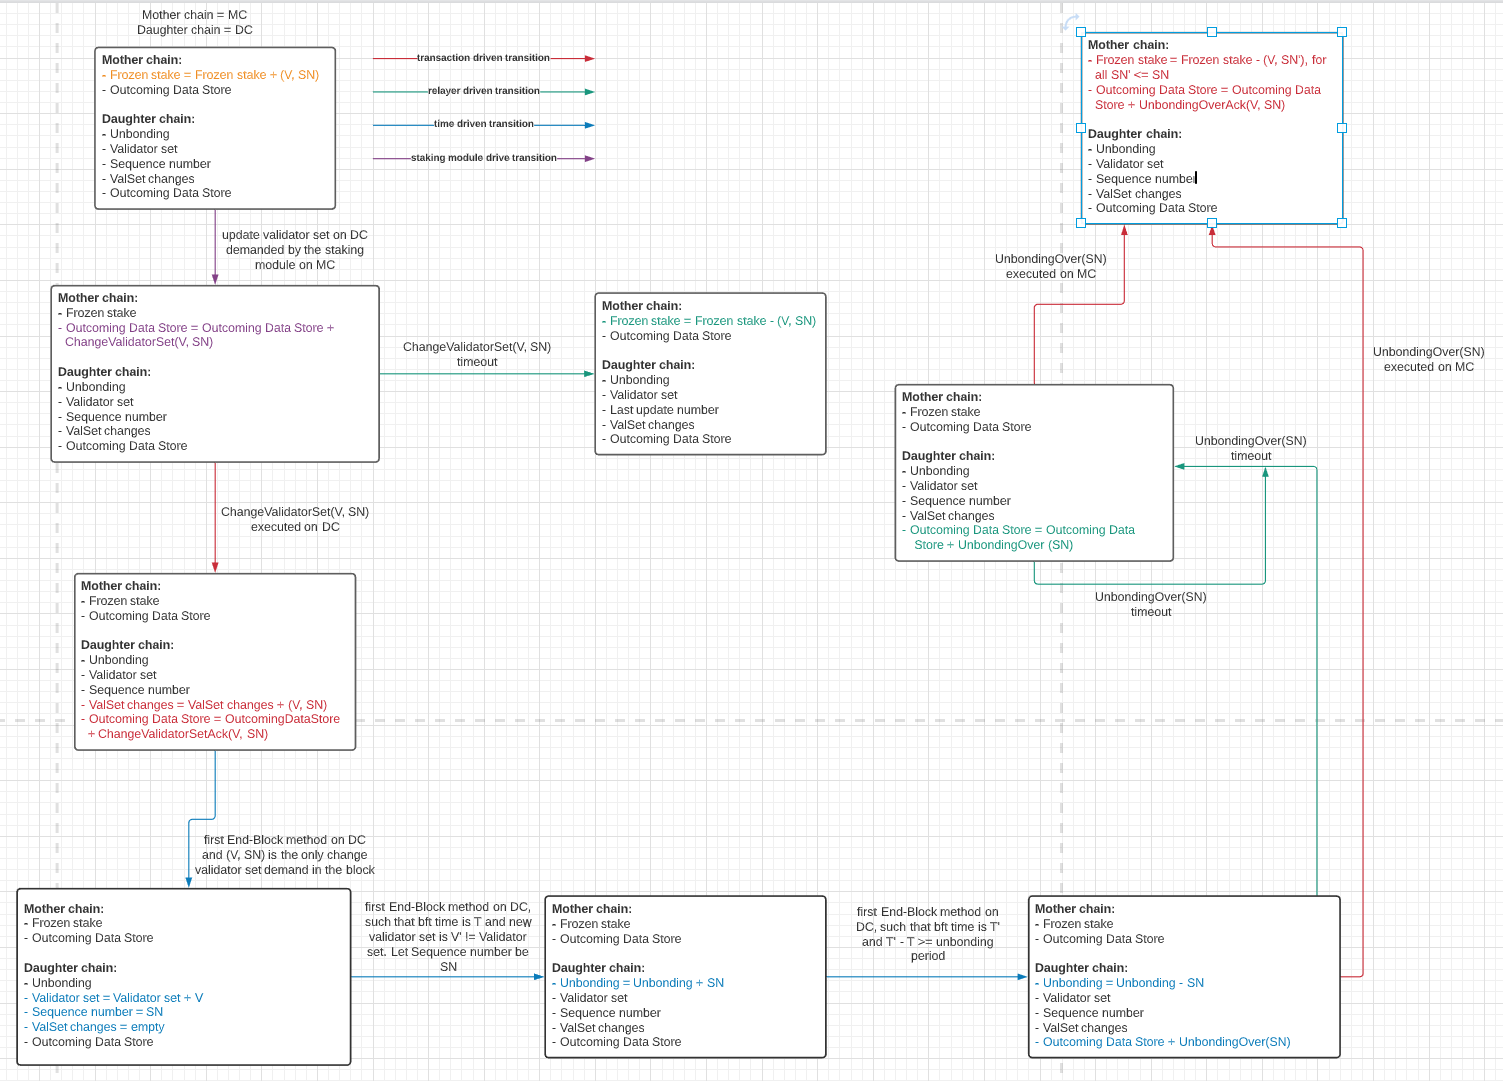 Mother chain = MC
Daughter chain = DC
Mother chain:
- Frozen stake = Frozen stake + (V, SN)
- Outcoming Data Store
Daughter chain:
- Unbonding
- Validator set
- Sequence number
- ValSet changes
- Outcoming Data Store
transaction driven transition
relayer driven transition
time driven transition
staking module drive transition
update validator set on DC
demanded by the staking
module on MC
Mother chain:
- Frozen stake
- Outcoming Data Store = Outcoming Data Store +
ChangeValidatorSet(V, SN)
Daughter chain:
- Unbonding
- Validator set
- Sequence number
- ValSet changes
- Outcoming Data Store
ChangeValidatorSet(V, SN)
timeout
Mother chain:
- Frozen stake = Frozen stake - (V, SN)
- Outcoming Data Store
Daughter chain:
- Unbonding
- Validator set
- Last update number
- ValSet changes
- Outcoming Data Store
ChangeValidatorSet(V, SN)
executed on DC
Mother chain:
- Frozen stake
- Outcoming Data Store
Daughter chain:
- Unbonding
- Validator set
- Sequence number
- ValSet changes = ValSet changes + (V, SN)
- Outcoming Data Store = OutcomingDataStore
+ ChangeValidatorSetAck(V, SN)
first End-Block method on DC
and (V, SN) is the only change
validator set demand in the block
Mother chain:
- Frozen stake
- Outcoming Data Store
Daughter chain:
- Unbonding
- Validator set = Validator set + V
- Sequence number = SN
- ValSet changes = empty
- Outcoming Data Store
first End-Block method on DC,
such that bft time is T and new
validator set is V' != Validator
set. Let Sequence number be
SN
Mother chain:
- Frozen stake
- Outcoming Data Store
Daughter chain:
- Unbonding = Unbonding + SN
- Validator set
- Sequence number
- ValSet changes
- Outcoming Data Store
first End-Block method on
DC, such that bft time is T'
and T' - T >= unbonding
period
Mother chain:
- Frozen stake
- Outcoming Data Store
Daughter chain:
- Unbonding = Unbonding - SN
- Validator set
- Sequence number
- ValSet changes
- Outcoming Data Store + UnbondingOver(SN)
UnbondingOver(SN)
timeout
UnbondingOver(SN)
timeout
Mother chain:
- Frozen stake
- Outcoming Data Store
Daughter chain:
- Unbonding
- Validator set
- Sequence number
- ValSet changes
- Outcoming Data Store = Outcoming Data
Store + UnbondingOver (SN)
UnbondingOver(SN)
executed on MC
UnbondingOver(SN)
executed on MC
Mother chain:
- Frozen stake = Frozen stake - (V, SN'), for
all SN' <= SN
- Outcoming Data Store = Outcoming Data
Store + UnbondingOverAck(V, SN)
Daughter chain:
- Unbonding
- Validator set
- Sequence number
- ValSet changes
- Outcoming Data Store